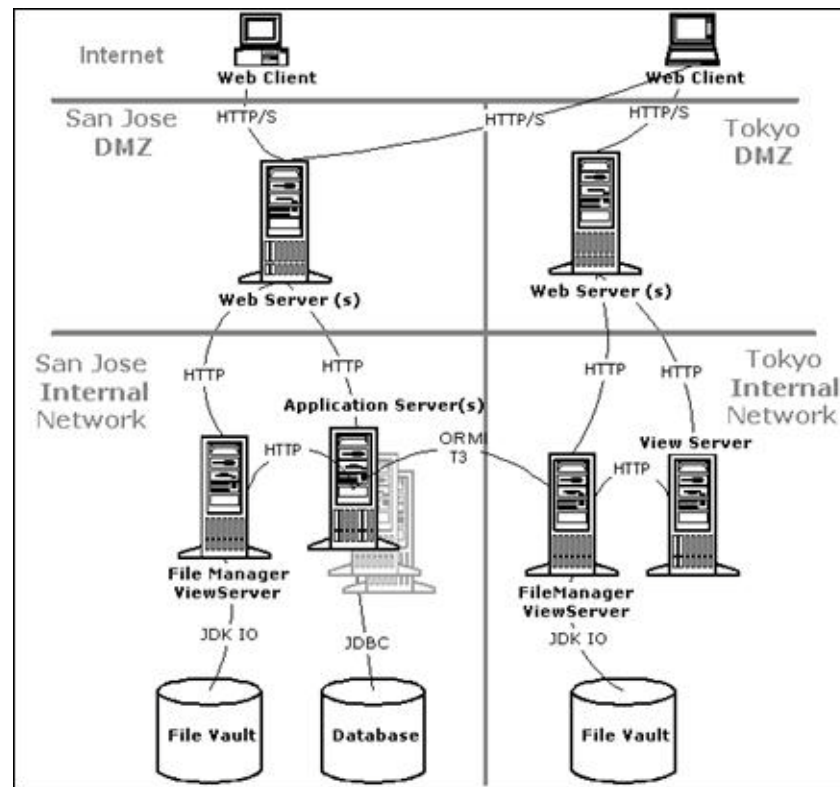 Internet
Web Client
Web Client
San Jose
DMZ
HTTP/S
HTTP/S
HTTP/S
Tokyo
DMZ
Web Server (s)
Web Server (s)
San Jose
Internal
Network
HTTP
HTTP
HTTP
HTTP
Tokyo
Internal
Network
Application Server(s)
View Server
HTTP
ORMI
T3
HTTP
File Manager
ViewServer
FileManager
ViewServer
JDK IO
JDBC
JDK IO
File Vault
Database
File Vault